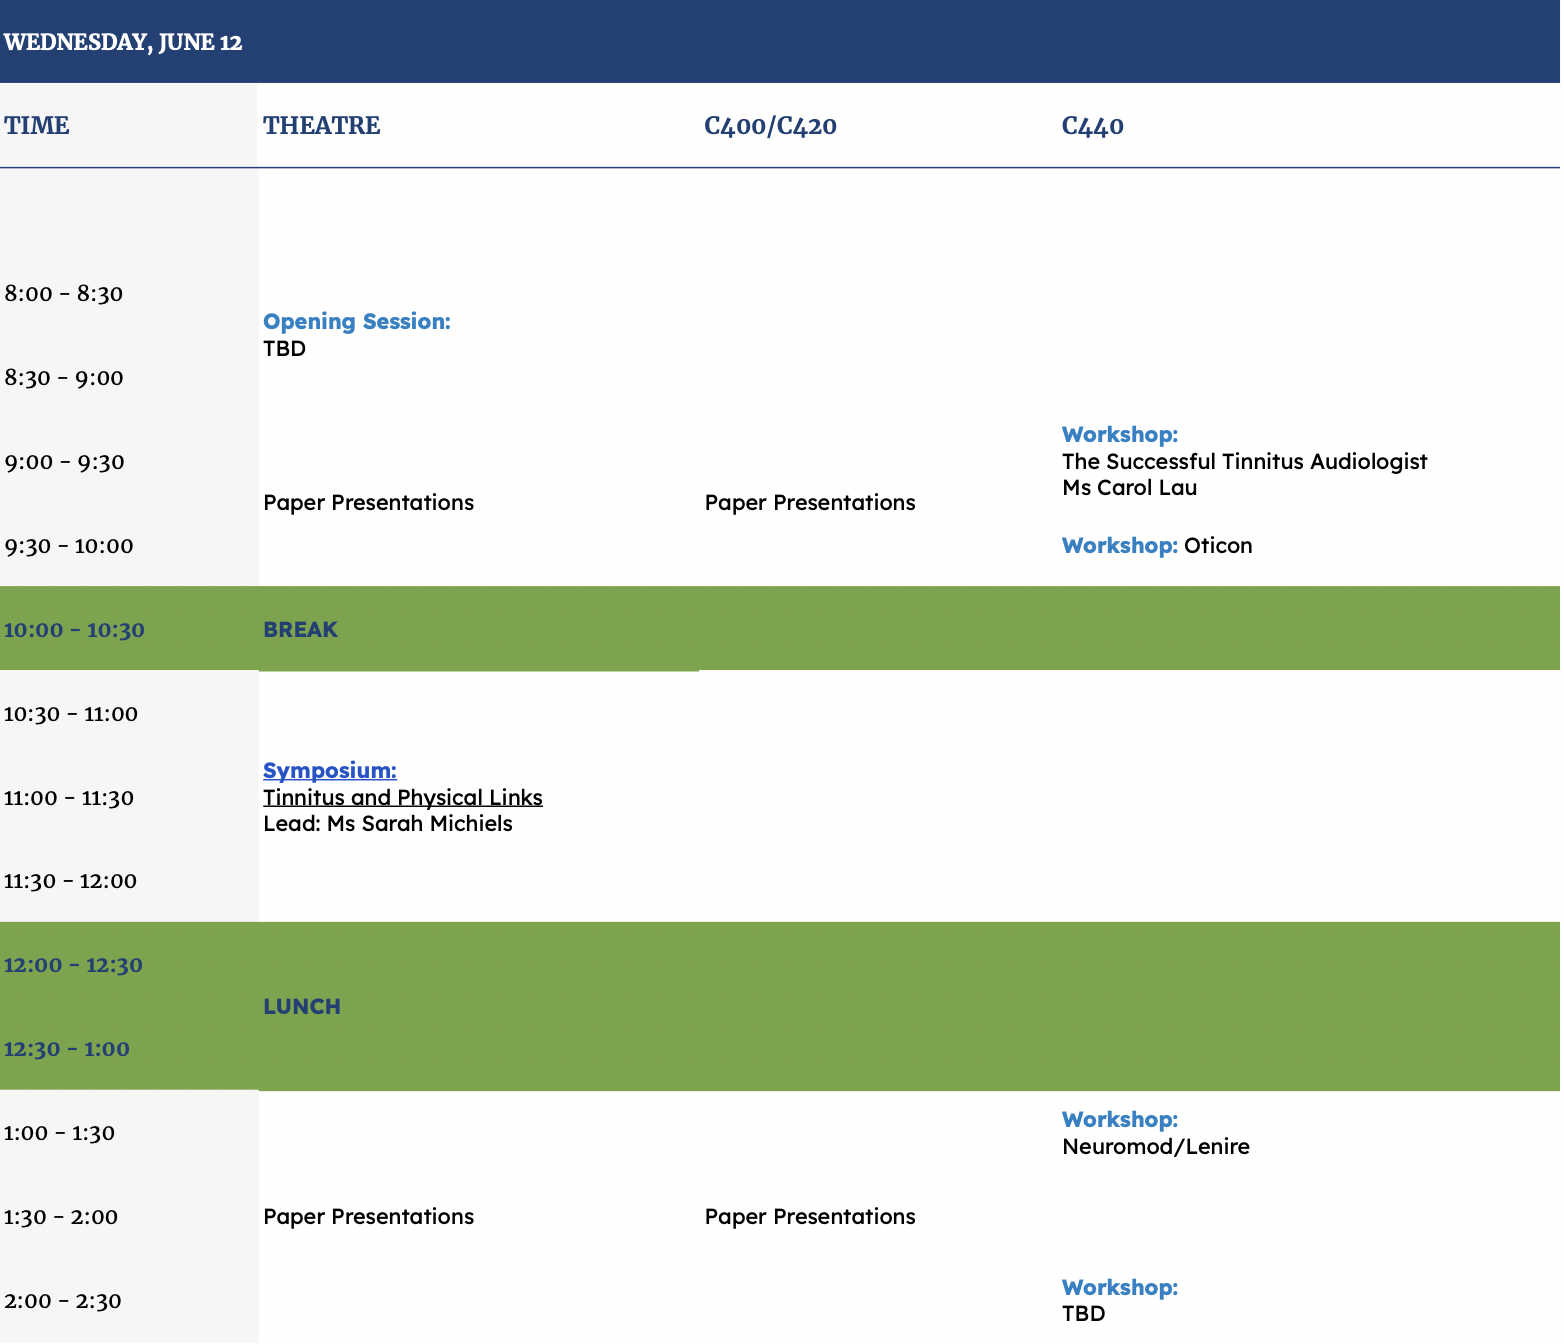 WEDNESDAY, JUNE 12
TIME THEATRE C400/C420 C440
8:00 – 8:30
Opening Session:
TBD
8:30 – 9:00
Workshop:
9:00 – 9:30 The Successful Tinnitus Audiologist
Ms Carol Lau
Paper Presentations Paper Presentations
9:30 – 10:00 Workshop: Oticon
10:00 – 10:30 BREAK
10:30 – 11:00
Symposium:
11:00 – 11:30 Tinnitus and Physical Links
Lead: Ms Sarah Michiels
11:30 – 12:00
12:00 – 12:30
LUNCH
12:30 – 1:00
Workshop:
1:00 – 1:30 Neuromod/Lenire
1:30 – 2:00 Paper Presentations Paper Presentations
Workshop:
2:00 – 2:30 TBD